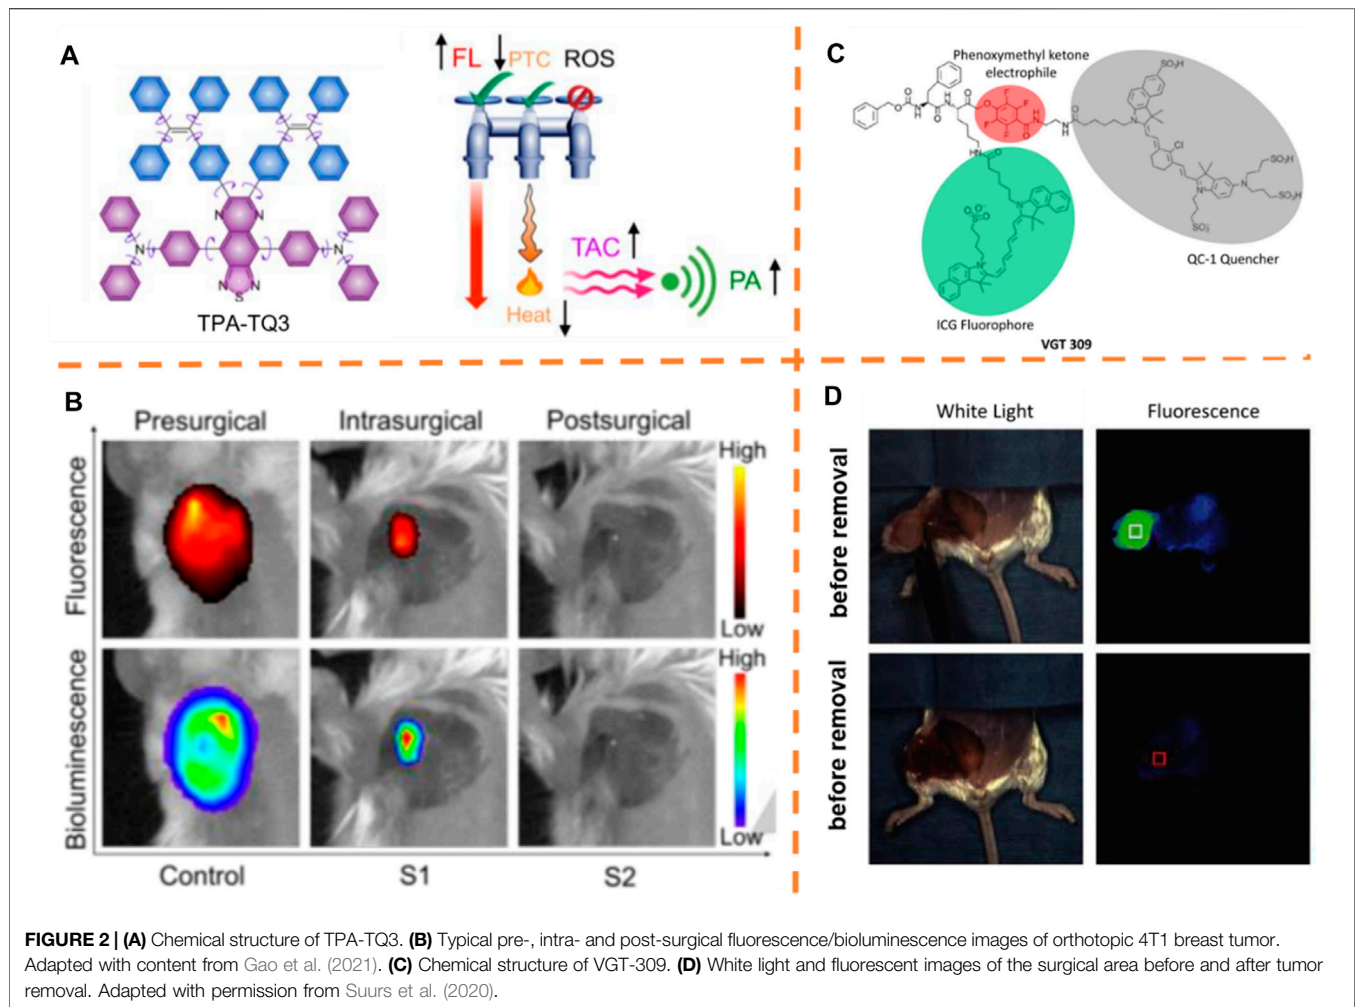 A
FL
PTC
ROS
TAC
PA
Heat
N
N
N
N
N
N
S
TPA-TQ3
C
Phenoxymethyl ketone
electrophile
QC-1 Quencher
ICG Fluorophore
VGT 309
B
Presurgical
Intrasurgical
Postsurgical
Fluorescence
High
Low
Bioluminescence
High
Low
Control
S1
S2
D
White Light
Fluorescence
before removal
before removal
FIGURE 2 | (A) Chemical structure of TPA-TQ3. (B) Typical pre-, intra- and post-surgical fluorescence/bioluminescence images of orthotopic 4T1 breast tumor.
Adapted with content from Gao et al. (2021). (C) Chemical structure of VGT-309. (D) White light and fluorescent images of the surgical area before and after tumor
removal. Adapted with permission from Suurs et al. (2020).